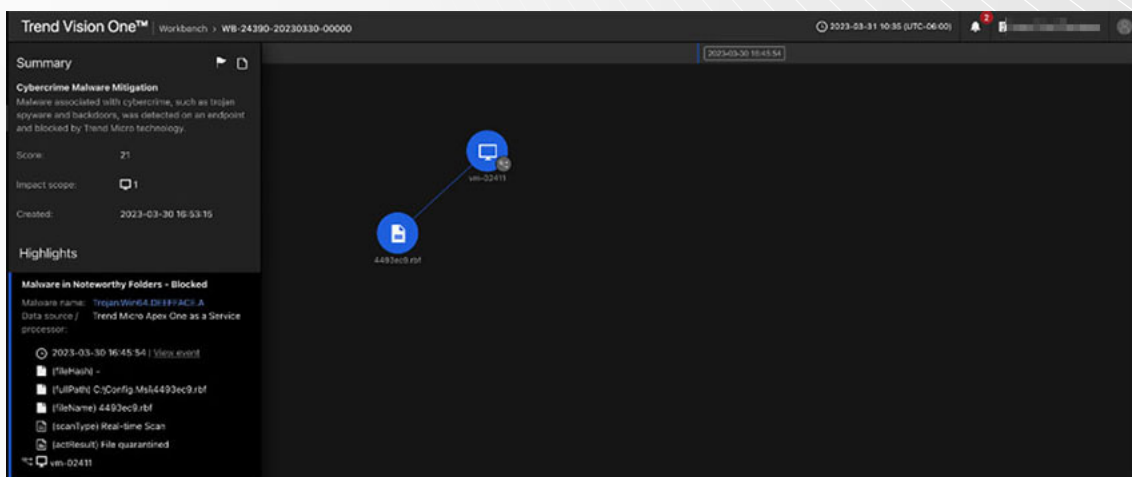 Trend Vision One™ | Workbench > WB-24390-20230330-00000
2023-03-31 10:35 (UTC-06:00)
2
Summary
2023-03-30 16:45:54
Cybercrime Malware Mitigation
Malware associated with cybercrime, such as trojan
spyware and backdoors, was detected on an endpoint
and blocked by Trend Micro technology.
Score: 21
Impact scope: 1
Created: 2023-03-30 16:53:15
vm-02411
4493ec9.rbf
Highlights
Malware in Noteworthy Folders - Blocked
Malware name: Trojan.Win64.DEEFFACE.A
Data source / Trend Micro Apex One as a Service
processor:
2023-03-30 16:45:54 | View event
(fileHash) -
(fullPath) C:\Config.Msi\4493ec9.rbf
(fileName) 4493ec9.rbf
(scanType) Real-time Scan
(actResult) File quarantined
vm-02411